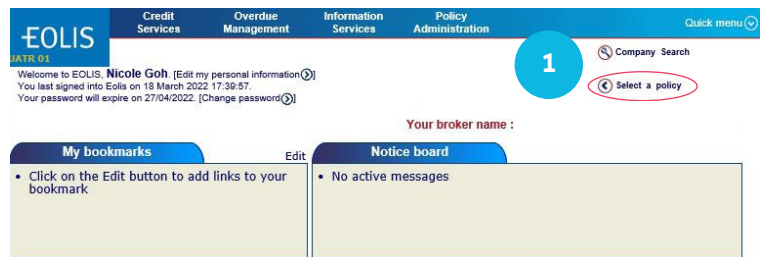 EOLIS
UATR 01
Credit Services
Overdue Management
Information Services
Policy Administration
Quick menu
Welcome to EOLIS, Nicole Goh. [Edit my personal information]
You last signed into Eolis on 18 March 2022 17:39:57.
Your password will expire on 27/04/2022. [Change password]
1
Company Search
Select a policy
Your broker name :
My bookmarks
Edit
Notice board
• Click on the Edit button to add links to your
bookmark
• No active messages